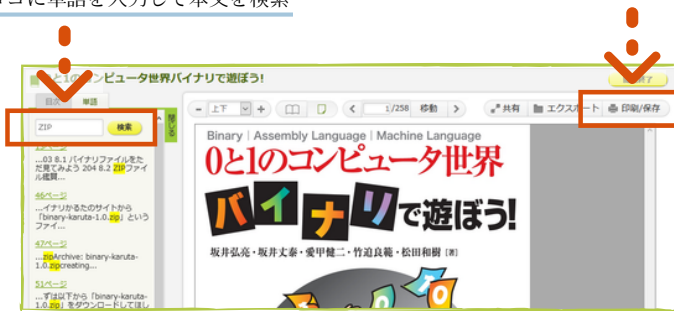 ココに単語を入力して本文を検索
0と1のコンピュータ世界バイナリで遊ぼう!
終了
目次 単語
ZIP 検索
閉じる
- 上下 + 1/258 移動 共有 エクスポート 印刷/保存
...03 8.1 バイナリファイルをた
だ見てみよう 204 8.2 ZIPファイ
ル鑑賞...
46ページ
...イナリかるたのサイトから
「binary-karuta-1.0.zip」という
ファイ...
47ページ
...zipArchive: binary-karuta-
1.0.zipcreating...
51ページ
...ずは以下から「binary-karuta-
1.0.zip」をダウンロードしてほし
Binary | Assembly Language | Machine Language
0と1のコンピュータ世界
バイナリで遊ぼう!
坂井弘亮・坂井丈泰・愛甲健二・竹迫良範・松田和樹 [著]